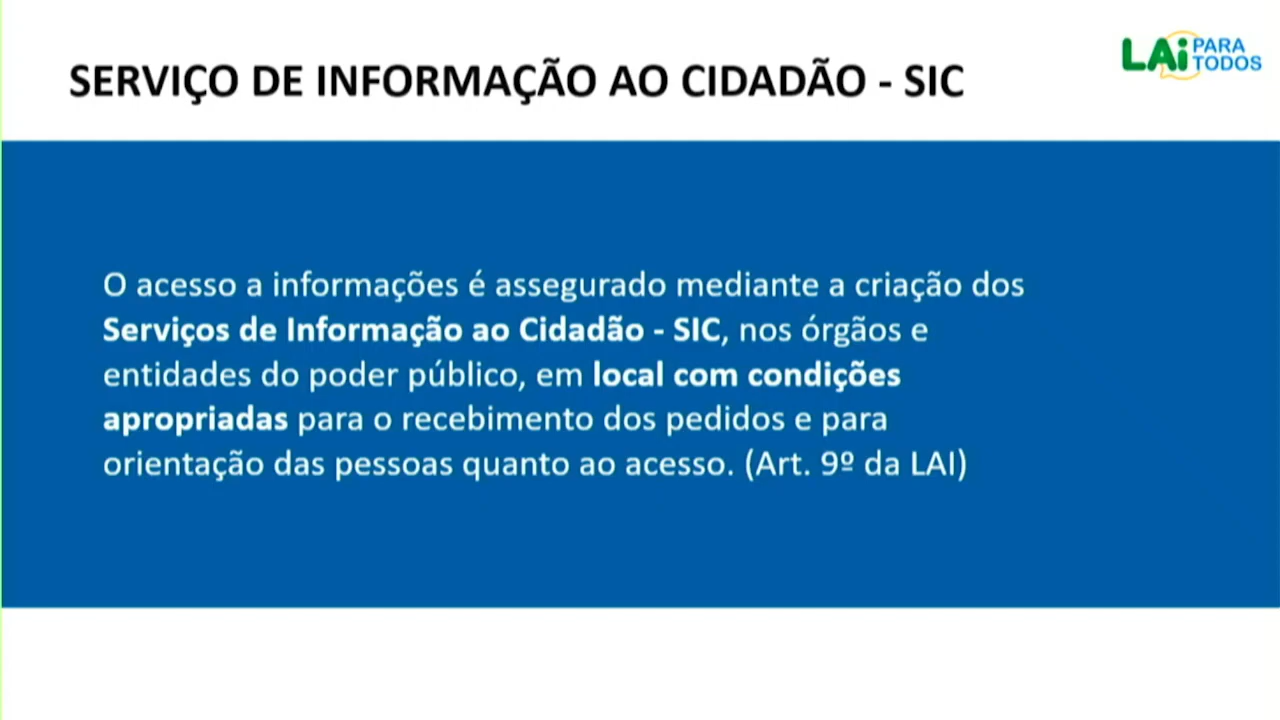 SERVIÇO DE INFORMAÇÃO AO CIDADÃO - SIC
LAi PARA
TODOS
O acesso a informações é assegurado mediante a criação dos
Serviços de Informação ao Cidadão - SIC, nos órgãos e
entidades do poder público, em local com condições
apropriadas para o recebimento dos pedidos e para
orientação das pessoas quanto ao acesso. (Art. 9º da LAI)